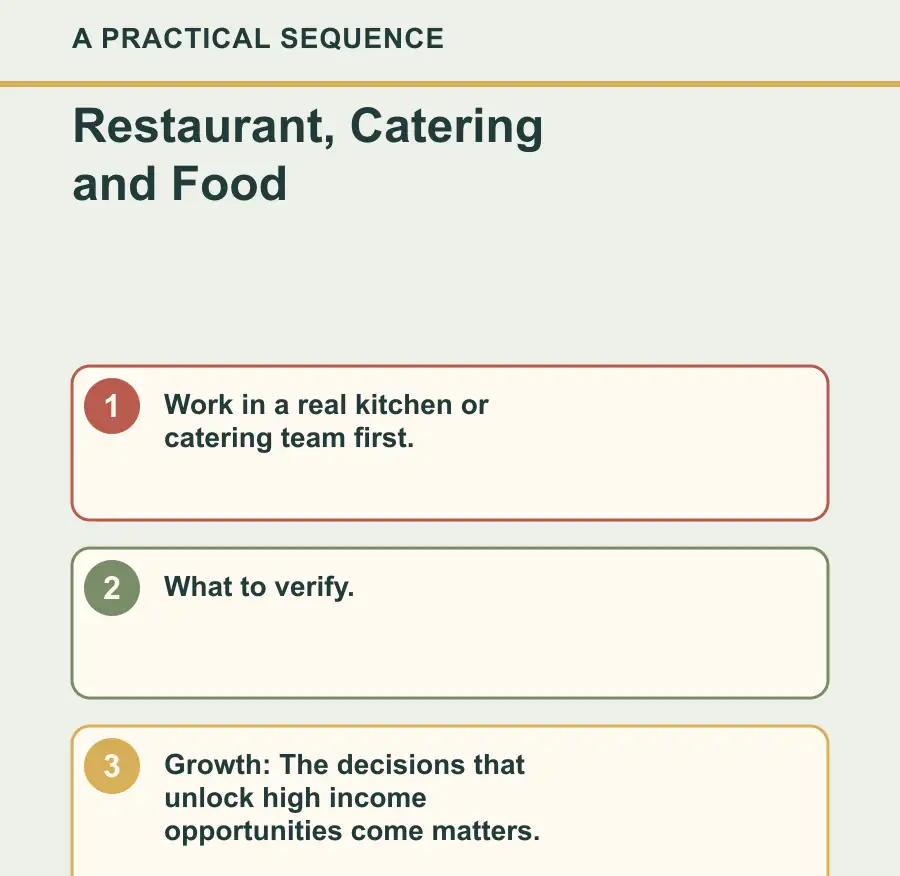 A PRACTICAL SEQUENCE
Restaurant, Catering
and Food
1
Work in a real kitchen or
catering team first.
2
What to verify.
3
Growth: The decisions that
unlock high income
opportunities come matters.